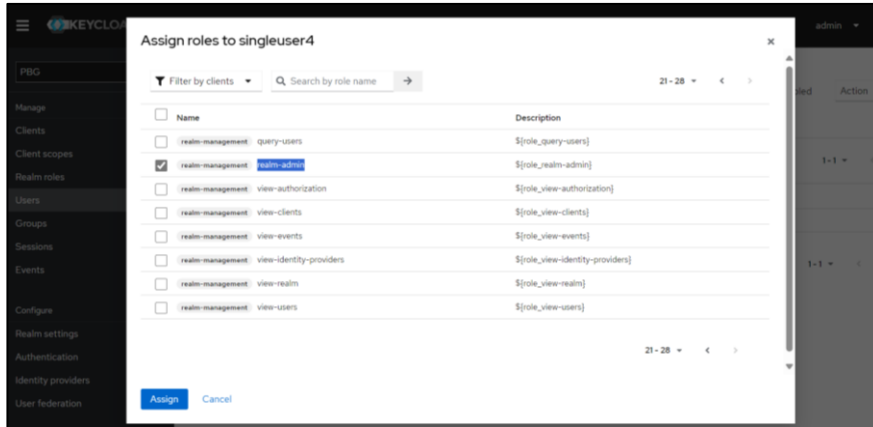 KEYCLOA
admin
Assign roles to singleuser4
PBG
Filter by clients
Search by role name
21 - 28
Action
Manage
Name
Description
Clients
realm-management query-users ${role_query-users}
Client scopes
realm-management realm-admin ${role_realm-admin}
1-1
Realm roles
realm-management view-authorization ${role_view-authorization}
Users
realm-management view-clients ${role_view-clients}
Groups
realm-management view-events ${role_view-events}
Sessions
realm-management view-identity-providers ${role_view-identity-providers}
1-1
Events
realm-management view-realm ${role_view-realm}
realm-management view-users ${role_view-users}
Configure
Realm settings
21 - 28
Authentication
Identity providers
Assign
Cancel
User federation